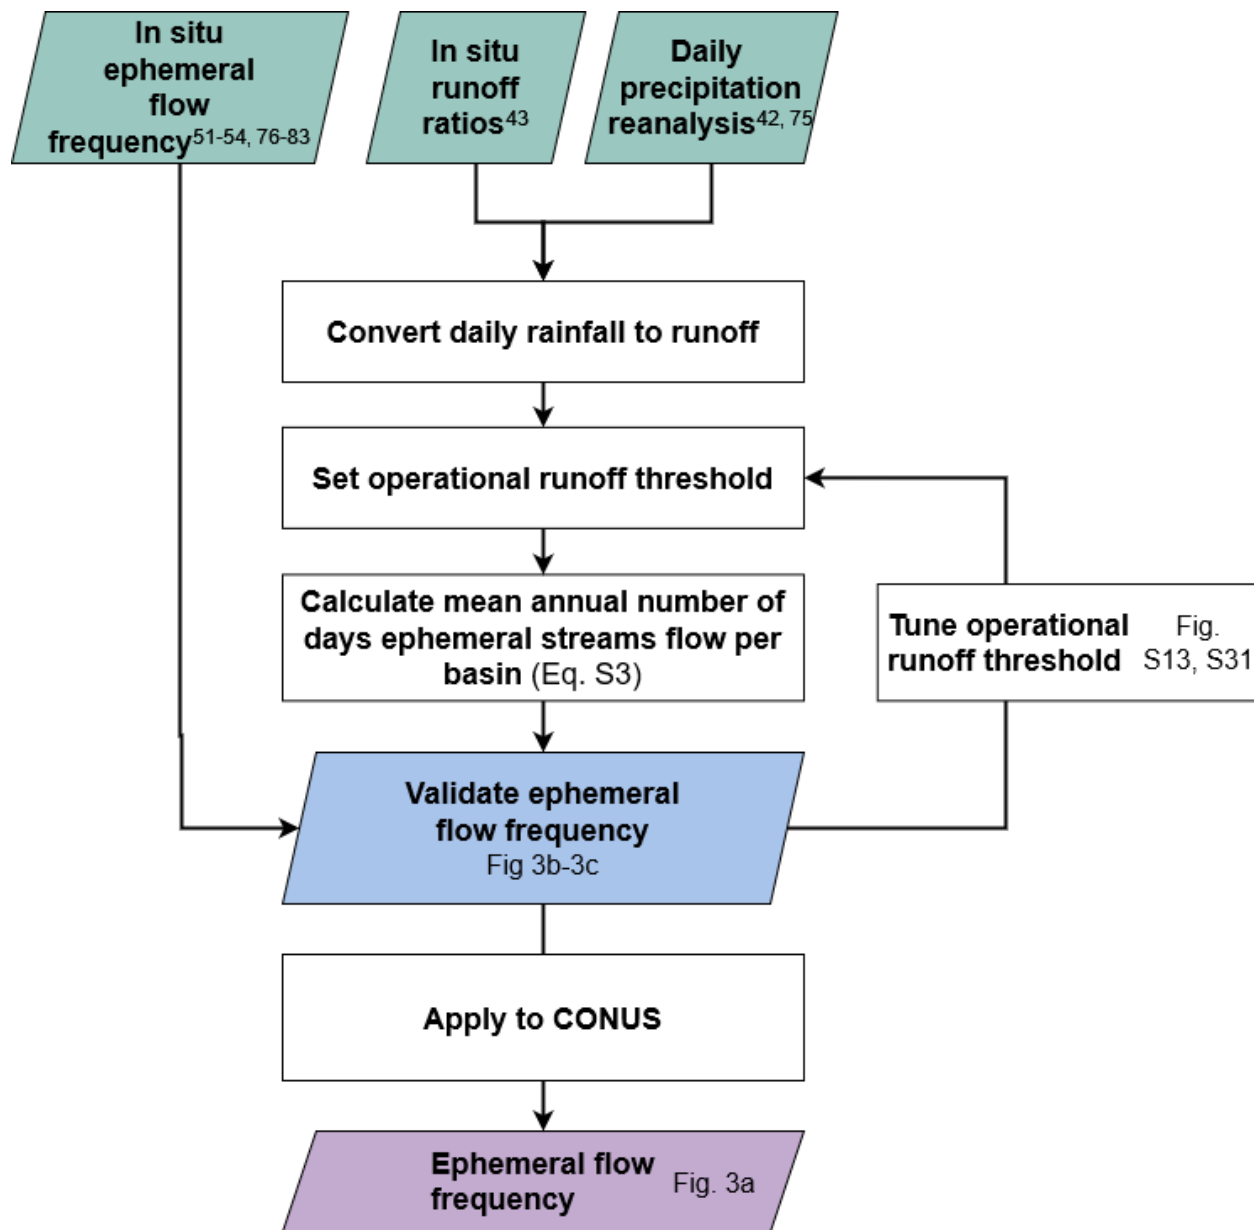 In situ
ephemeral
flow
frequency51-54, 76-83
In situ
runoff
ratios43
Daily
precipitation
reanalysis42, 75
Convert daily rainfall to runoff
Set operational runoff threshold
Calculate mean annual number of
days ephemeral streams flow per
basin (Eq. S3)
Tune operational
runoff threshold
Fig.
S13, S31
Validate ephemeral
flow frequency
Fig 3b-3c
Apply to CONUS
Ephemeral flow
frequency
Fig. 3a